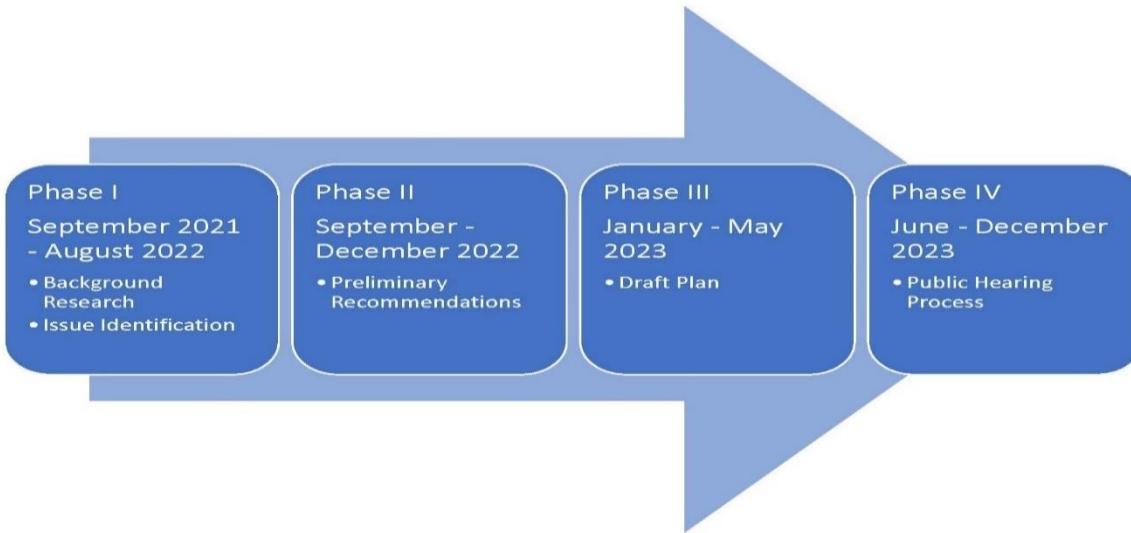 Phase I
September 2021
- August 2022
• Background
Research
• Issue Identification
Phase II
September -
December 2022
• Preliminary
Recommendations
Phase III
January - May
2023
• Draft Plan
Phase IV
June - December
2023
• Public Hearing
Process